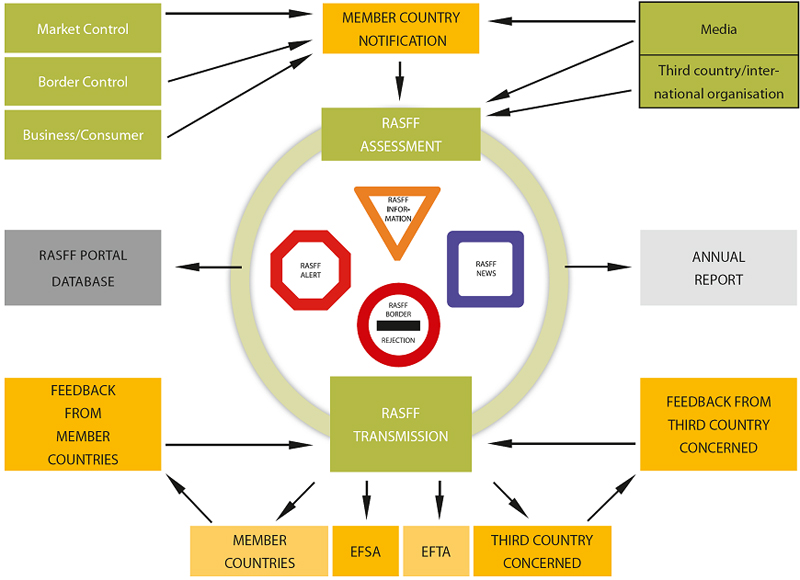 Market Control
MEMBER COUNTRY
NOTIFICATION
Media
Border Control
Third country/inter-
national organisation
Business/Consumer
RASFF
ASSESSMENT
RASFF
INFOR-
MATION
RASFF
ALERT
RASFF
NEWS
RASFF
BORDER
REJECTION
RASFF PORTAL
DATABASE
ANNUAL
REPORT
FEEDBACK
FROM
MEMBER
COUNTRIES
RASFF
TRANSMISSION
FEEDBACK FROM
THIRD COUNTRY
CONCERNED
MEMBER
COUNTRIES
EFSA
EFTA
THIRD COUNTRY
CONCERNED